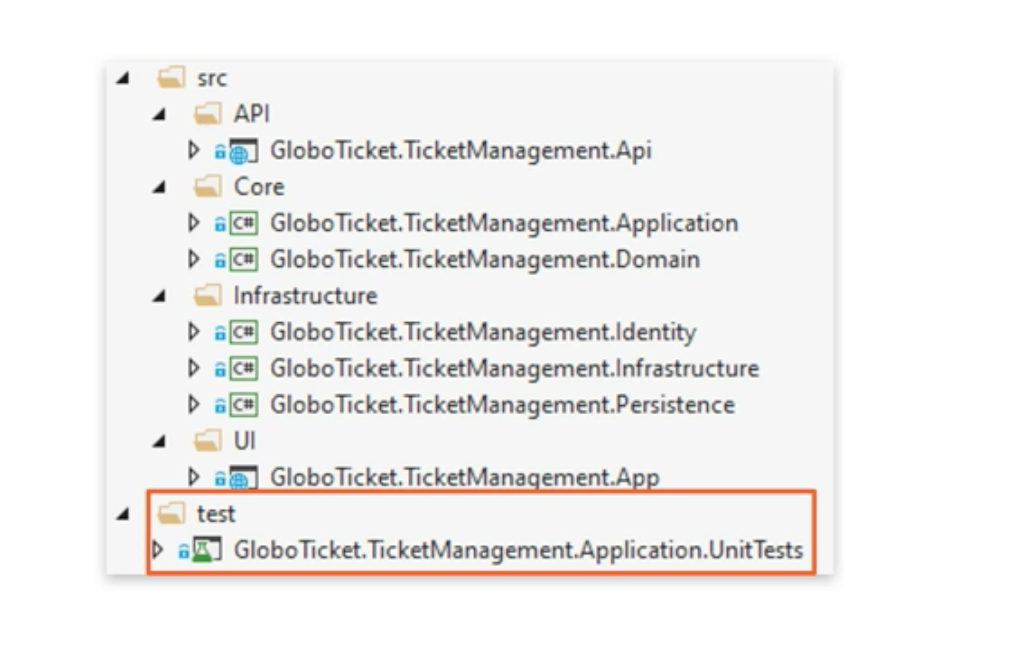 src
API
GloboTicket.TicketManagement.Api
Core
C# GloboTicket.TicketManagement.Application
C# GloboTicket.TicketManagement.Domain
Infrastructure
C# GloboTicket.TicketManagement.Identity
C# GloboTicket.TicketManagement.Infrastructure
C# GloboTicket.TicketManagement.Persistence
UI
GloboTicket.TicketManagement.App
test
GloboTicket.TicketManagement.Application.UnitTests